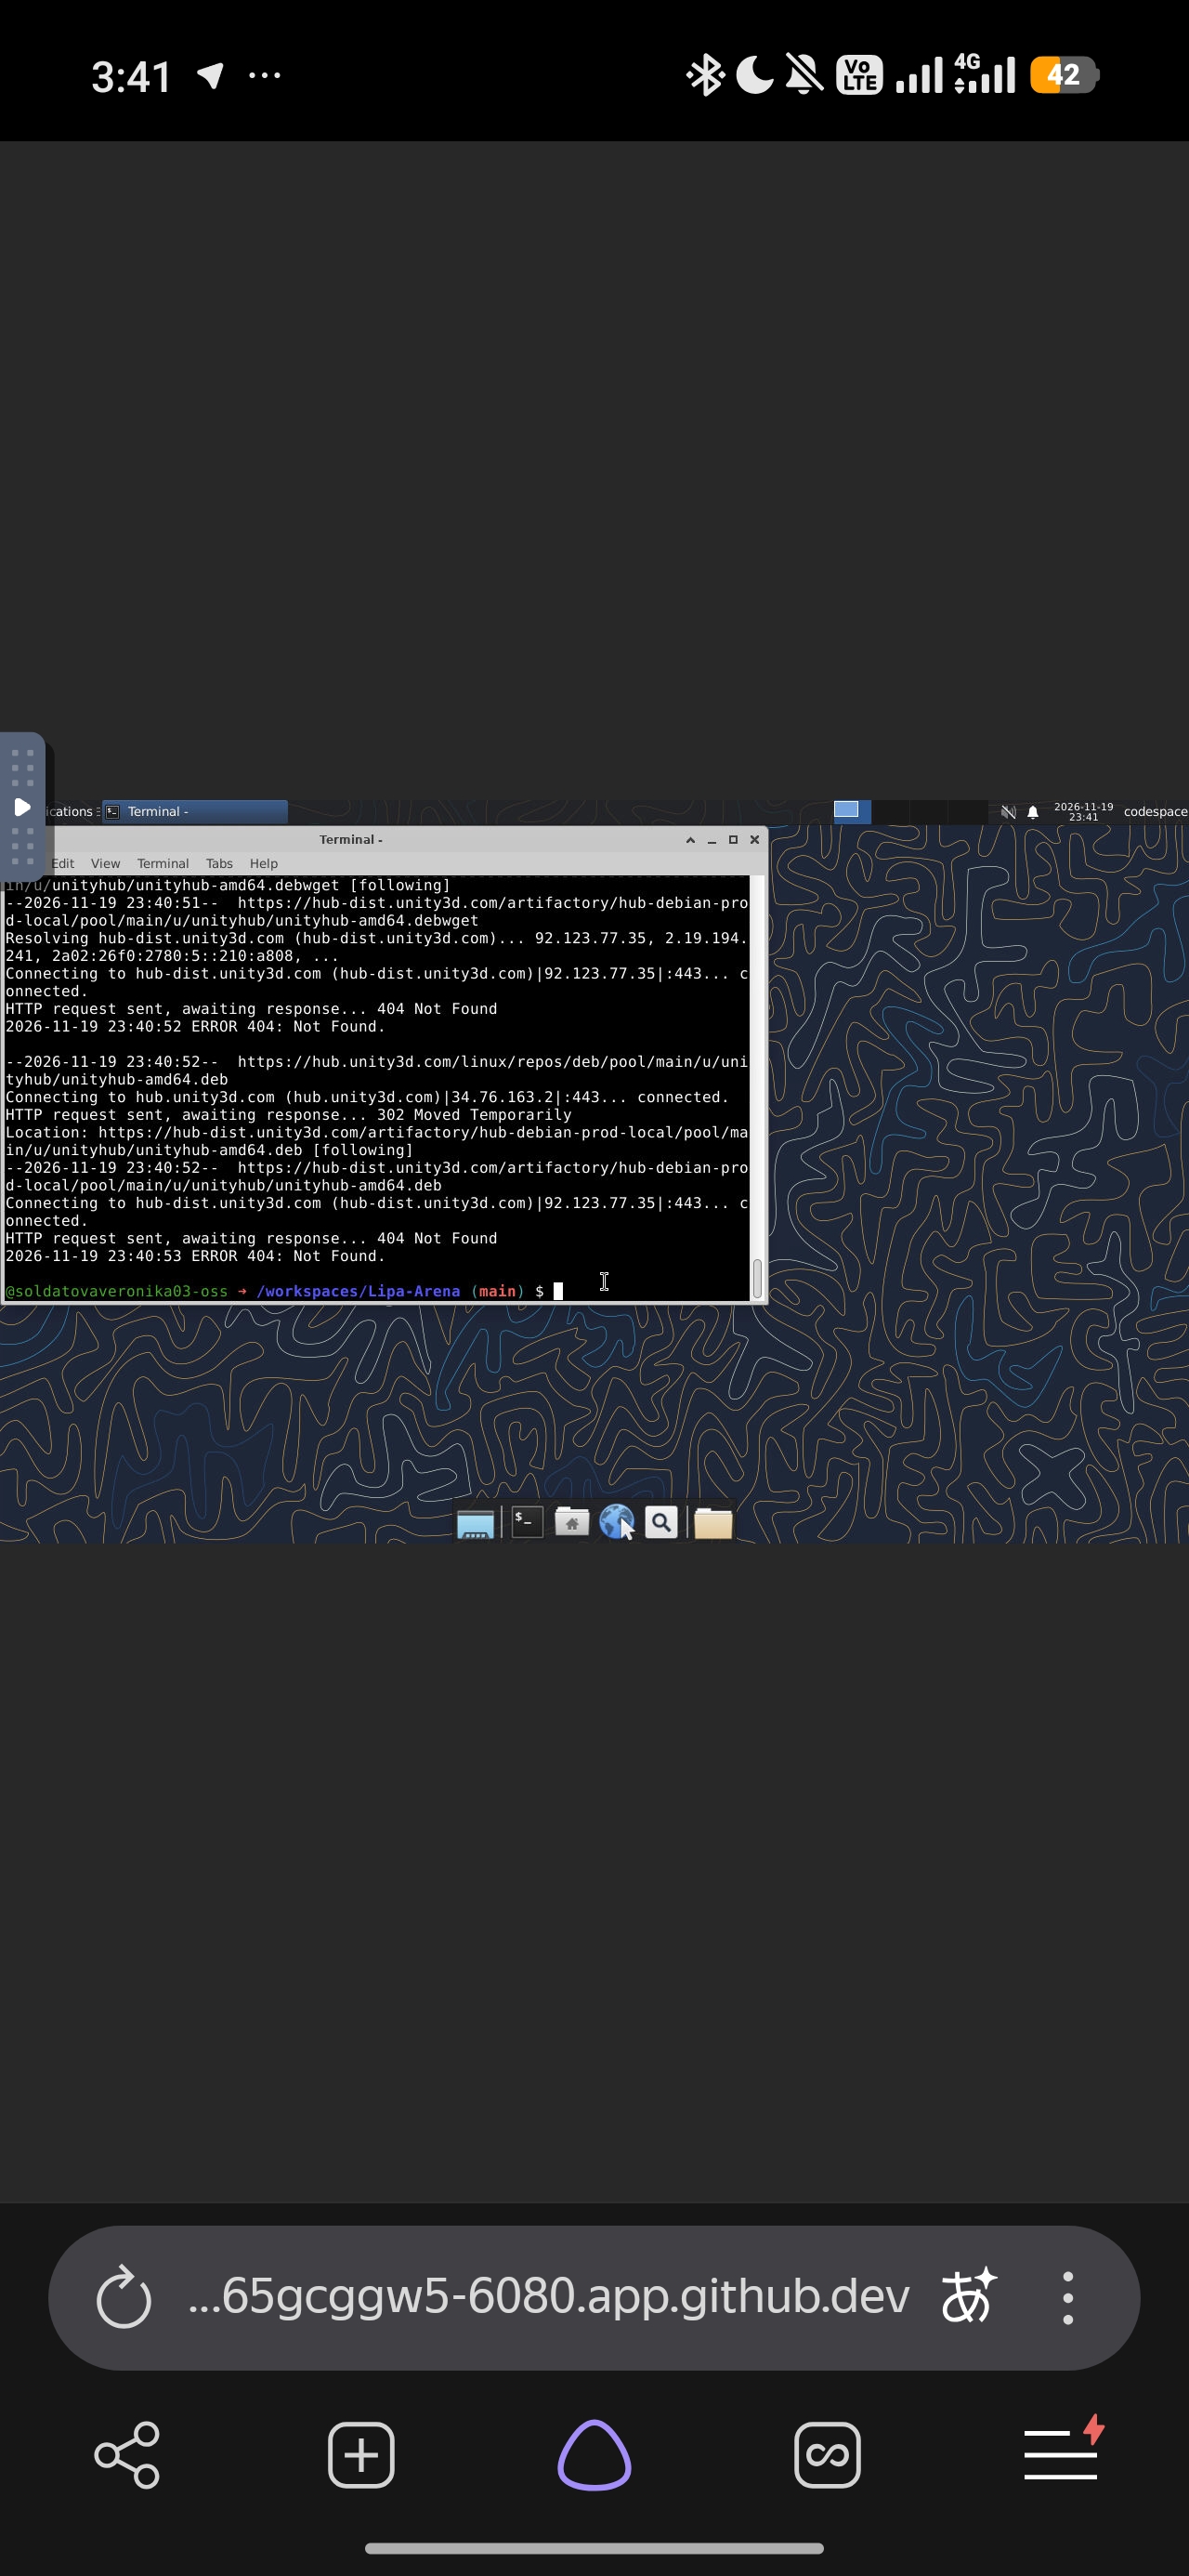 3:41
Vo
LTE
4G
42
ications
Terminal -
2026-11-19
23:41
codespace
Terminal -
Edit View Terminal Tabs Help
in/u/unityhub/unityhub-amd64.debwget [following]
--2026-11-19 23:40:51--  https://hub-dist.unity3d.com/artifactory/hub-debian-pro
d-local/pool/main/u/unityhub/unityhub-amd64.debwget
Resolving hub-dist.unity3d.com (hub-dist.unity3d.com)... 92.123.77.35, 2.19.194.
241, 2a02:26f0:2780:5::210:a808, ...
Connecting to hub-dist.unity3d.com (hub-dist.unity3d.com)|92.123.77.35|:443... c
onnected.
HTTP request sent, awaiting response... 404 Not Found
2026-11-19 23:40:52 ERROR 404: Not Found.
--2026-11-19 23:40:52--  https://hub.unity3d.com/linux/repos/deb/pool/main/u/uni
tyhub/unityhub-amd64.deb
Connecting to hub.unity3d.com (hub.unity3d.com)|34.76.163.2|:443... connected.
HTTP request sent, awaiting response... 302 Moved Temporarily
Location: https://hub-dist.unity3d.com/artifactory/hub-debian-prod-local/pool/ma
in/u/unityhub/unityhub-amd64.deb [following]
--2026-11-19 23:40:52--  https://hub-dist.unity3d.com/artifactory/hub-debian-pro
d-local/pool/main/u/unityhub/unityhub-amd64.deb
Connecting to hub-dist.unity3d.com (hub-dist.unity3d.com)|92.123.77.35|:443... c
onnected.
HTTP request sent, awaiting response... 404 Not Found
2026-11-19 23:40:53 ERROR 404: Not Found.
@soldatovaveronika03-oss ➜ /workspaces/Lipa-Arena (main) $
$_
...65gcggw5-6080.app.github.dev
あ